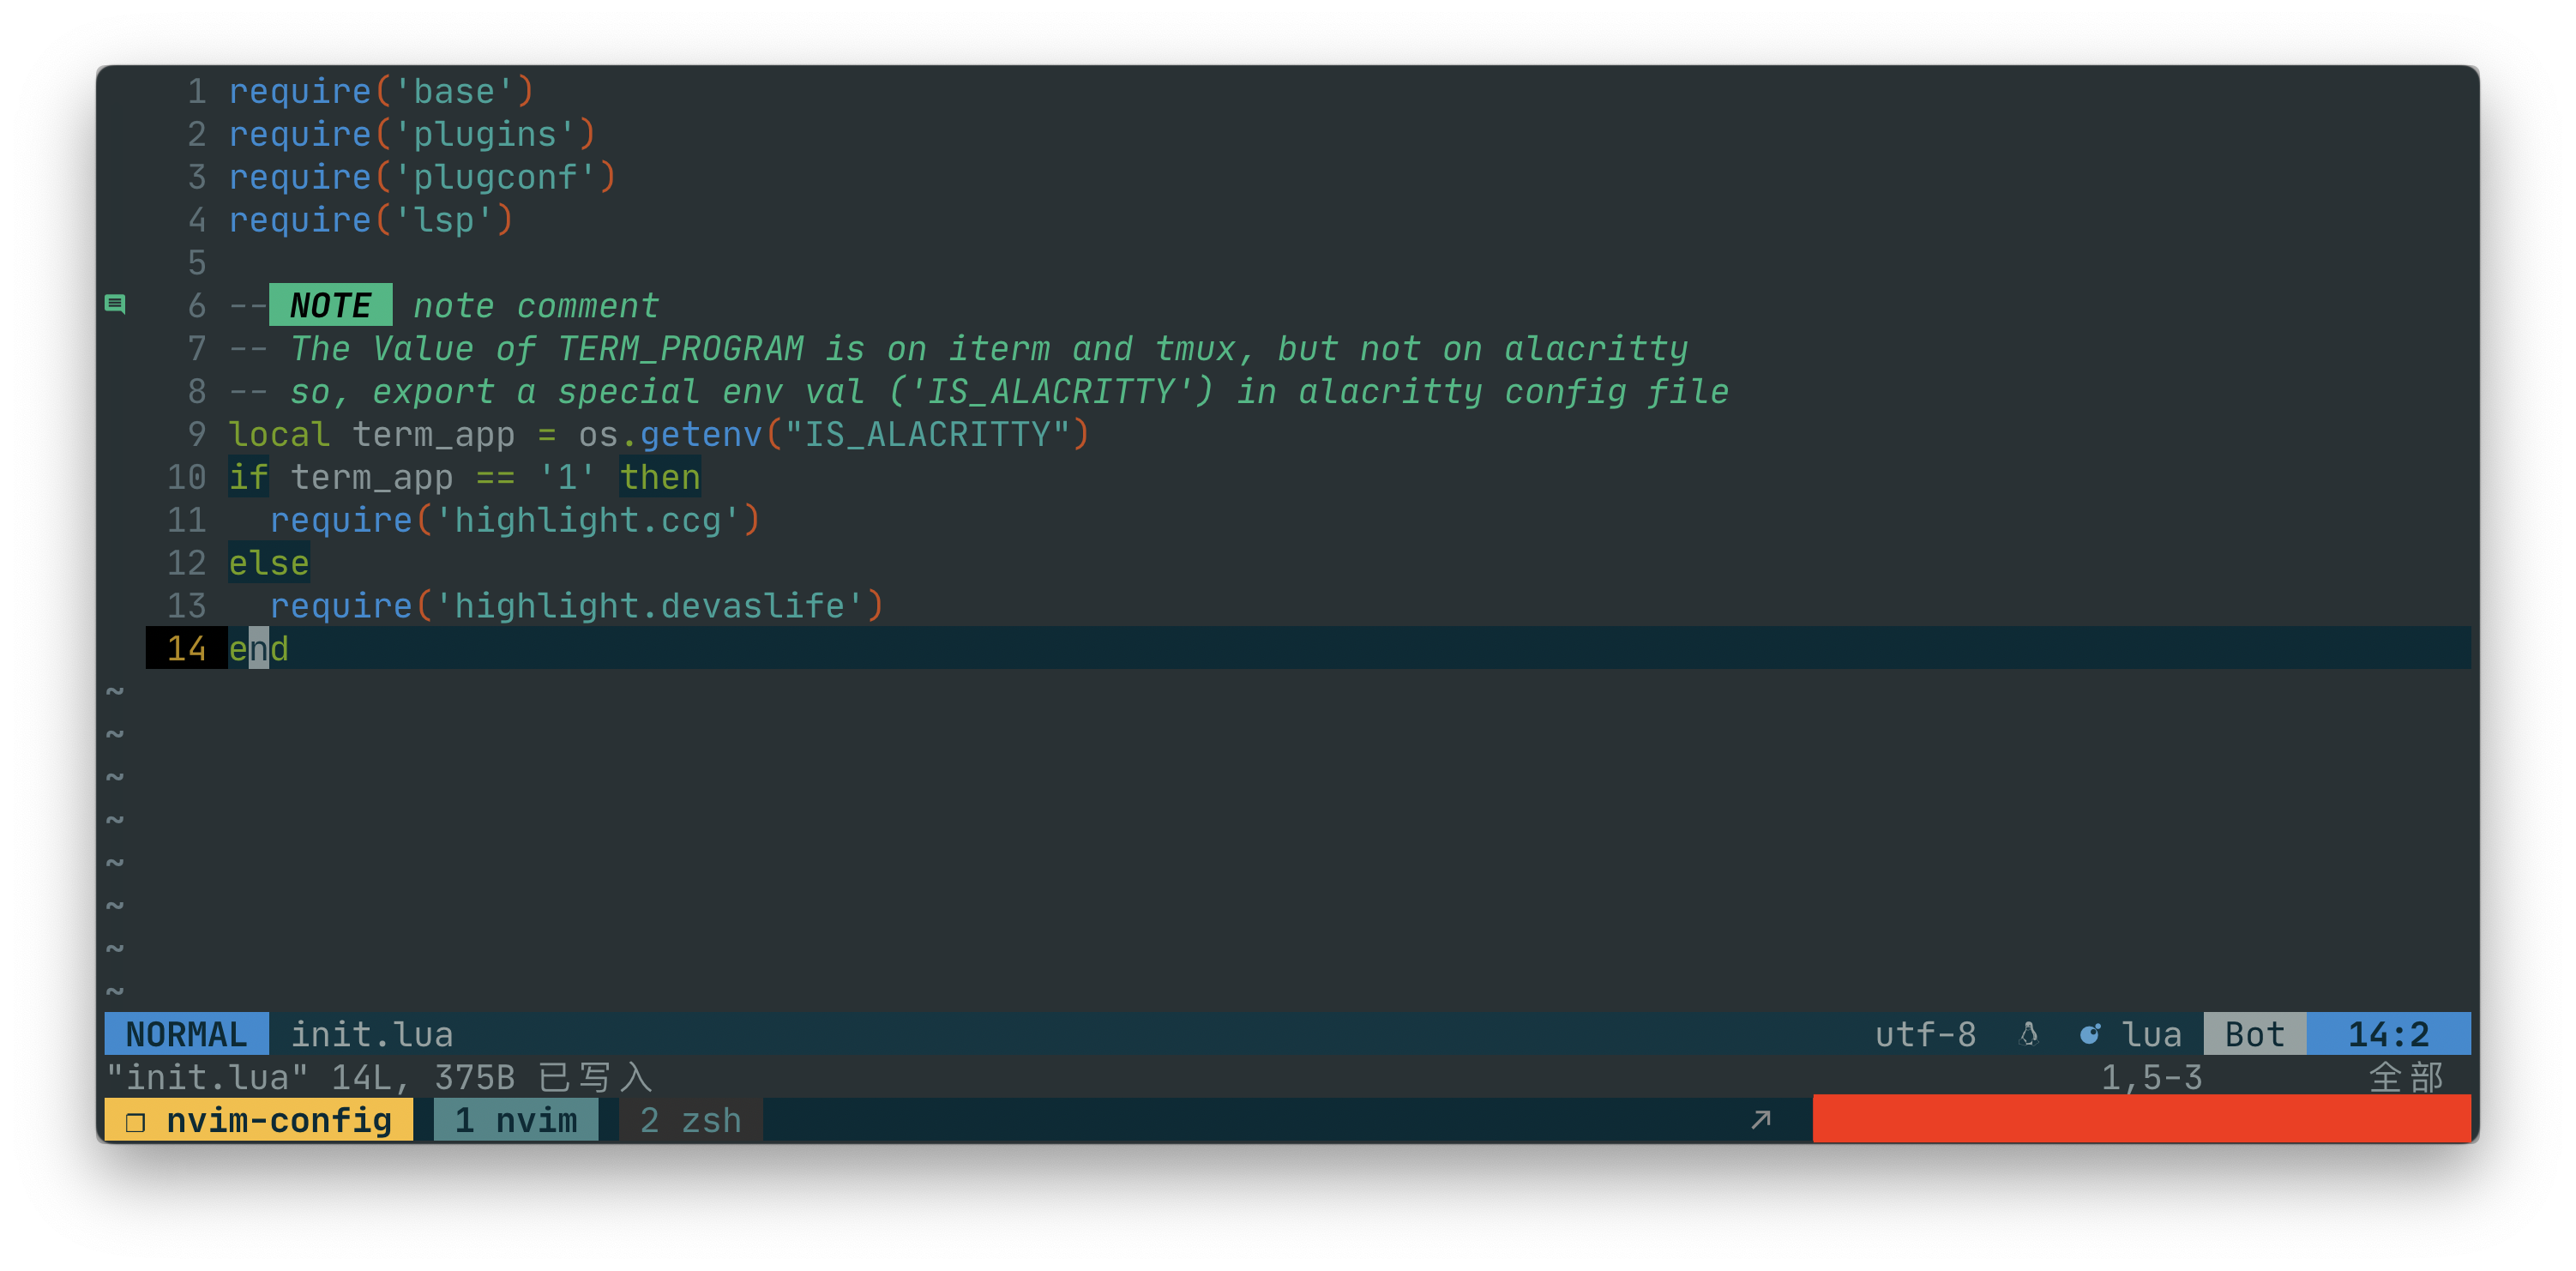 1 require('base')
2 require('plugins')
3 require('plugconf')
4 require('lsp')
5
6 -- NOTE  note comment
7 -- The Value of TERM_PROGRAM is on iterm and tmux, but not on alacritty
8 -- so, export a special env val ('IS_ALACRITTY') in alacritty config file
9 local term_app = os.getenv("IS_ALACRITTY")
10 if term_app == '1' then
11   require('highlight.ccg')
12 else
13   require('highlight.devaslife')
14 end
~
~
~
~
~
~
~
~
NORMAL init.lua utf-8 lua Bot 14:2
"init.lua" 14L, 375B 已写入 1,5-3 全部
❐ nvim-config 1 nvim 2 zsh ↗